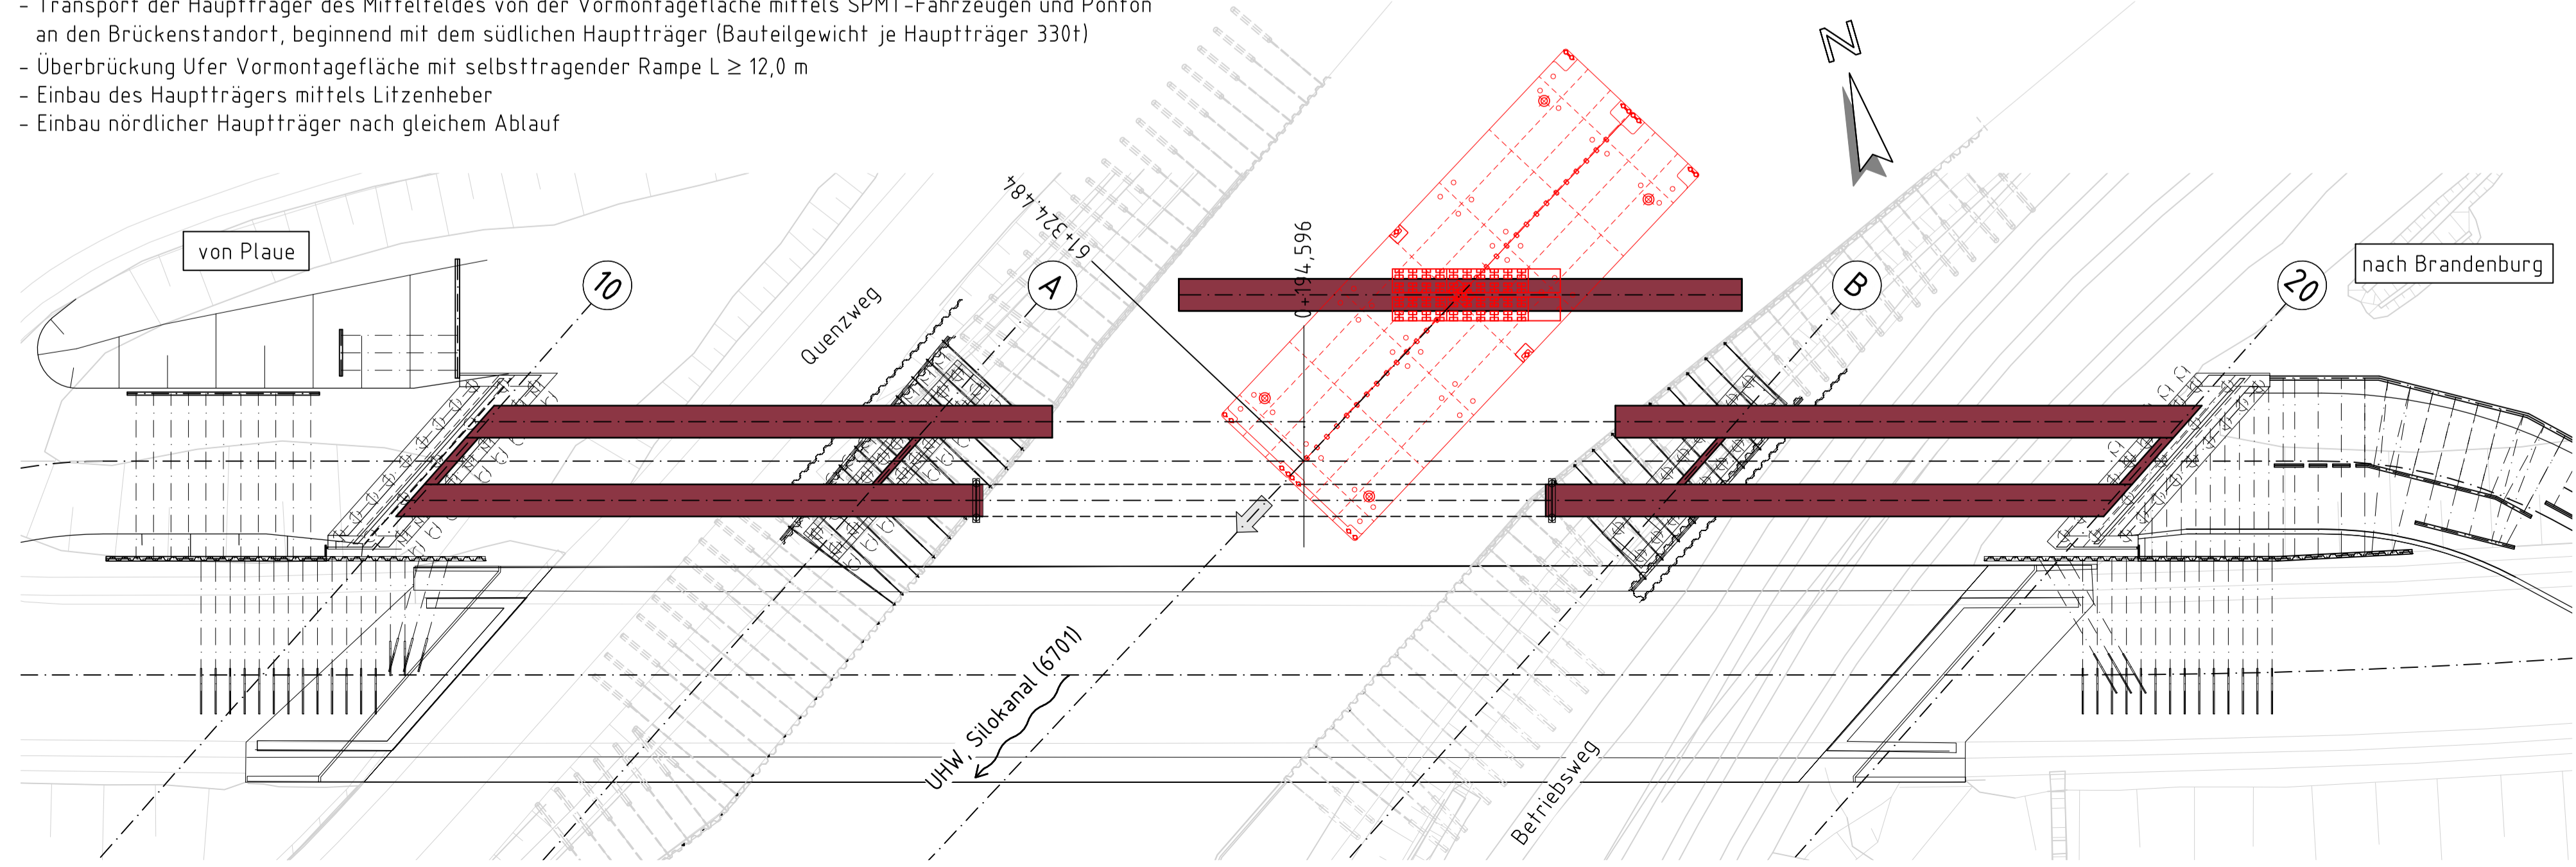 - Transport der Hauptträger des Mittelfeldes von der Vormontagefläche mittels SPMT-Fahrzeugen und Ponton
an den Brückenstandort, beginnend mit dem südlichen Hauptträger (Bauteilgewicht je Hauptträger 330t)
- Überbrückung Ufer Vormontagefläche mit selbsttragender Rampe L ≥ 12,0 m
- Einbau des Hauptträgers mittels Litzenheber
- Einbau nördlicher Hauptträger nach gleichem Ablauf
N
61+324.484
0+194,596
von Plaue
nach Brandenburg
10
A
B
20
Quenzweg
UHW, Silokanal (6701)
Betriebsweg